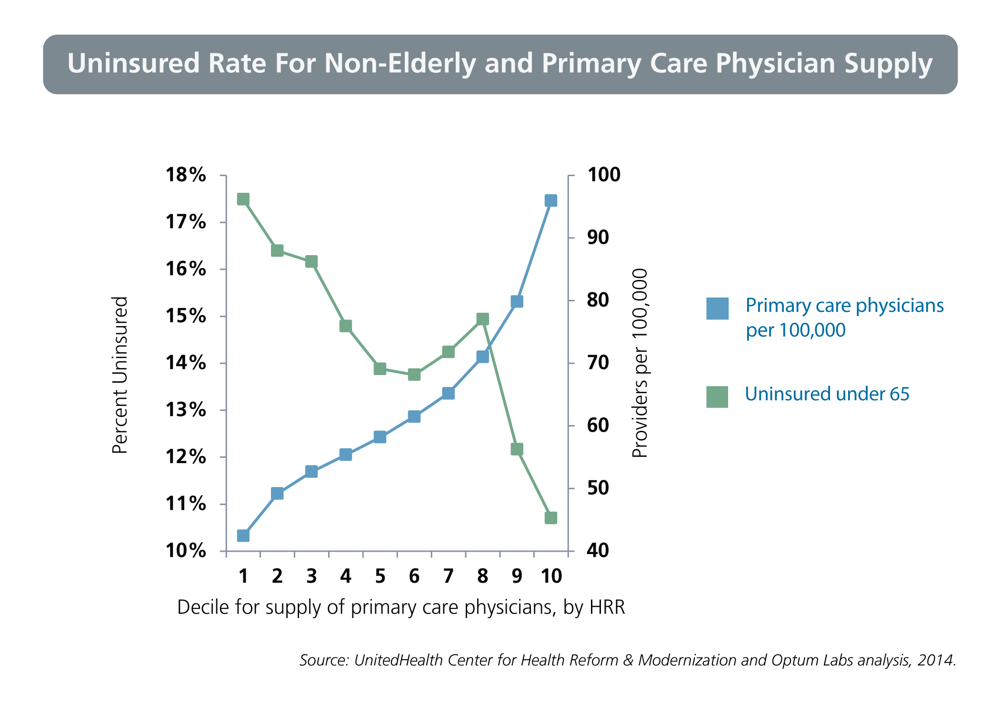 Uninsured Rate For Non-Elderly and Primary Care Physician Supply
18%
17%
16%
15%
14%
13%
12%
11%
10%
Percent Uninsured
100
90
80
70
60
50
40
Providers per 100,000
1 2 3 4 5 6 7 8 9 10
Decile for supply of primary care physicians, by HRR
Primary care physicians
per 100,000
Uninsured under 65
Source: UnitedHealth Center for Health Reform & Modernization and Optum Labs analysis, 2014.